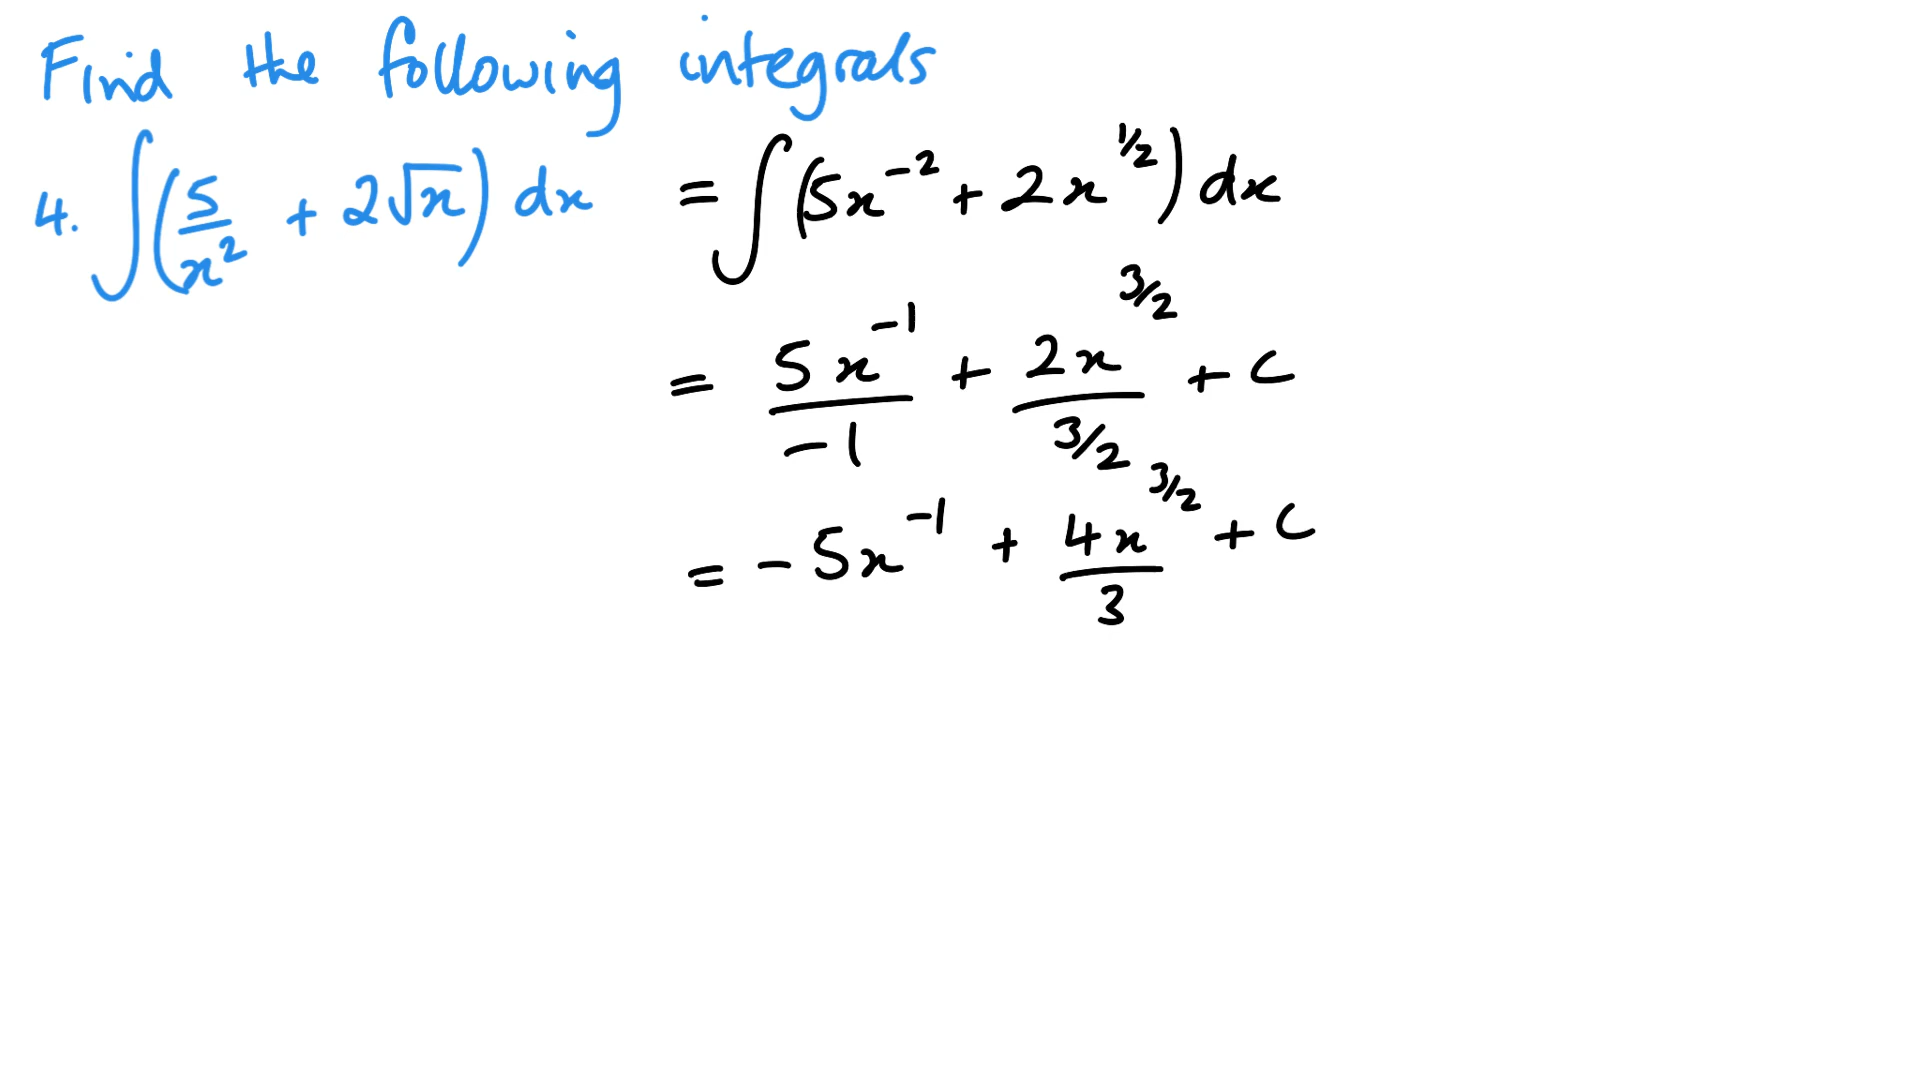 Find the following integrals
4. ∫(5/x² + 2√x) dx = ∫(5x⁻² + 2x^{1/2}) dx
= 5x⁻¹/-1 + 2x^{3/2}/(3/2) + C
= -5x⁻¹ + 4x^{3/2}/3 + C